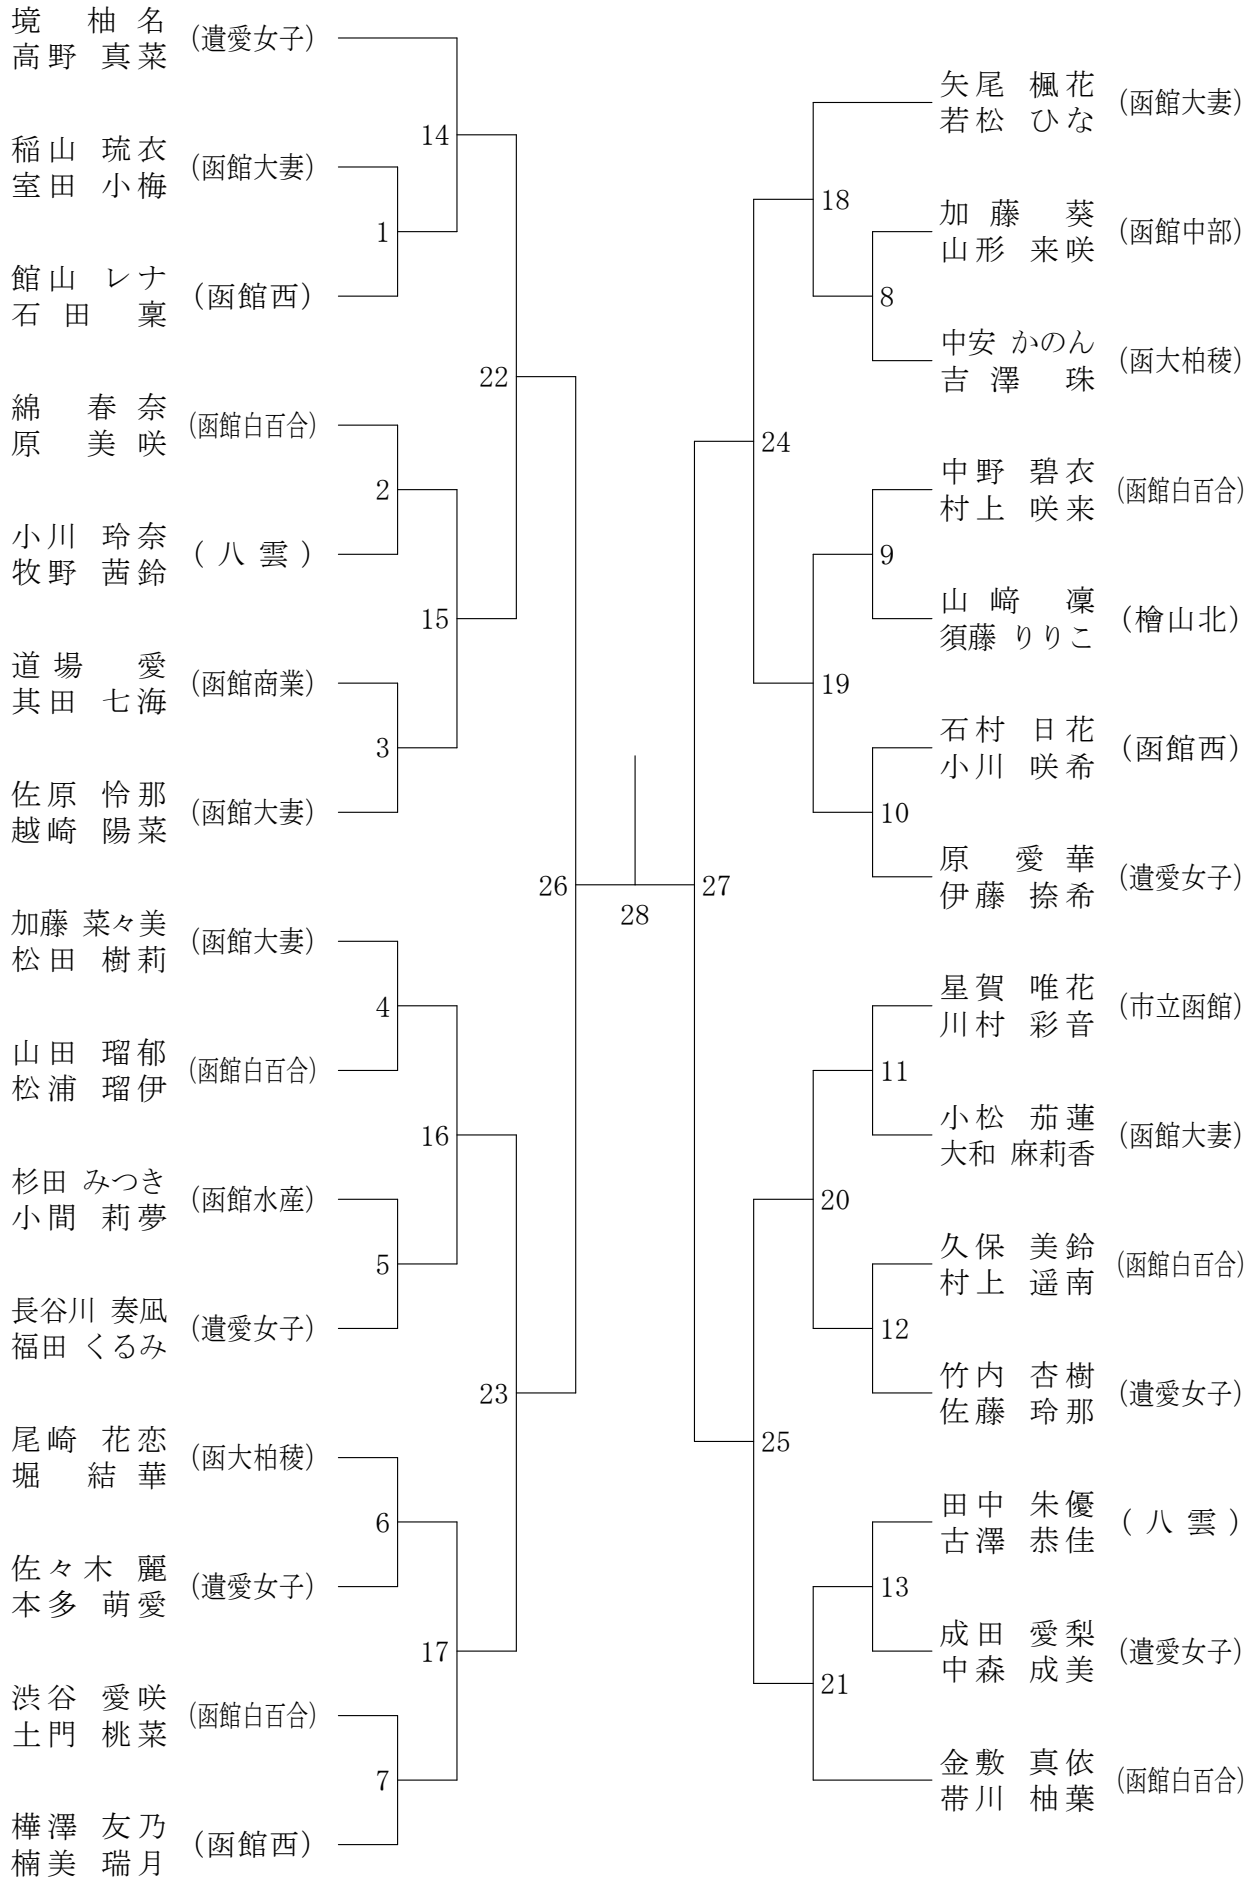 境 柚名
高野 真菜
(遺愛女子)
稲山 琉衣
室田 小梅
(函館大妻)
館山 レナ
石田 稟
(函館西)
綿 春奈
原 美咲
(函館白百合)
小川 玲奈
牧野 茜鈴
(八雲)
道場 愛
其田 七海
(函館商業)
佐原 怜那
越崎 陽菜
(函館大妻)
加藤 菜々美
松田 樹莉
(函館大妻)
山田 瑠郁
松浦 瑠伊
(函館白百合)
杉田 みつき
小間 莉夢
(函館水産)
長谷川 奏凪
福田 くるみ
(遺愛女子)
尾崎 花恋
堀 結華
(函大柏稜)
佐々木 麗
本多 萌愛
(遺愛女子)
渋谷 愛咲
土門 桃菜
(函館白百合)
樺澤 友乃
楠美 瑞月
(函館西)
1
2
3
4
5
6
7
14
15
16
17
22
23
26
28
27
24
25
18
19
20
21
8
9
10
11
12
13
矢尾 楓花
若松 ひな
(函館大妻)
加藤 葵
山形 来咲
(函館中部)
中安 かのん
吉澤 珠
(函大柏稜)
中野 碧衣
村上 咲来
(函館白百合)
山﨑 凜
須藤 りりこ
(檜山北)
石村 日花
小川 咲希
(函館西)
原 愛華
伊藤 捺希
(遺愛女子)
星賀 唯花
川村 彩音
(市立函館)
小松 茄蓮
大和 麻莉香
(函館大妻)
久保 美鈴
村上 遥南
(函館白百合)
竹内 杏樹
佐藤 玲那
(遺愛女子)
田中 朱優
古澤 恭佳
(八雲)
成田 愛梨
中森 成美
(遺愛女子)
金敷 真依
帯川 柚葉
(函館白百合)